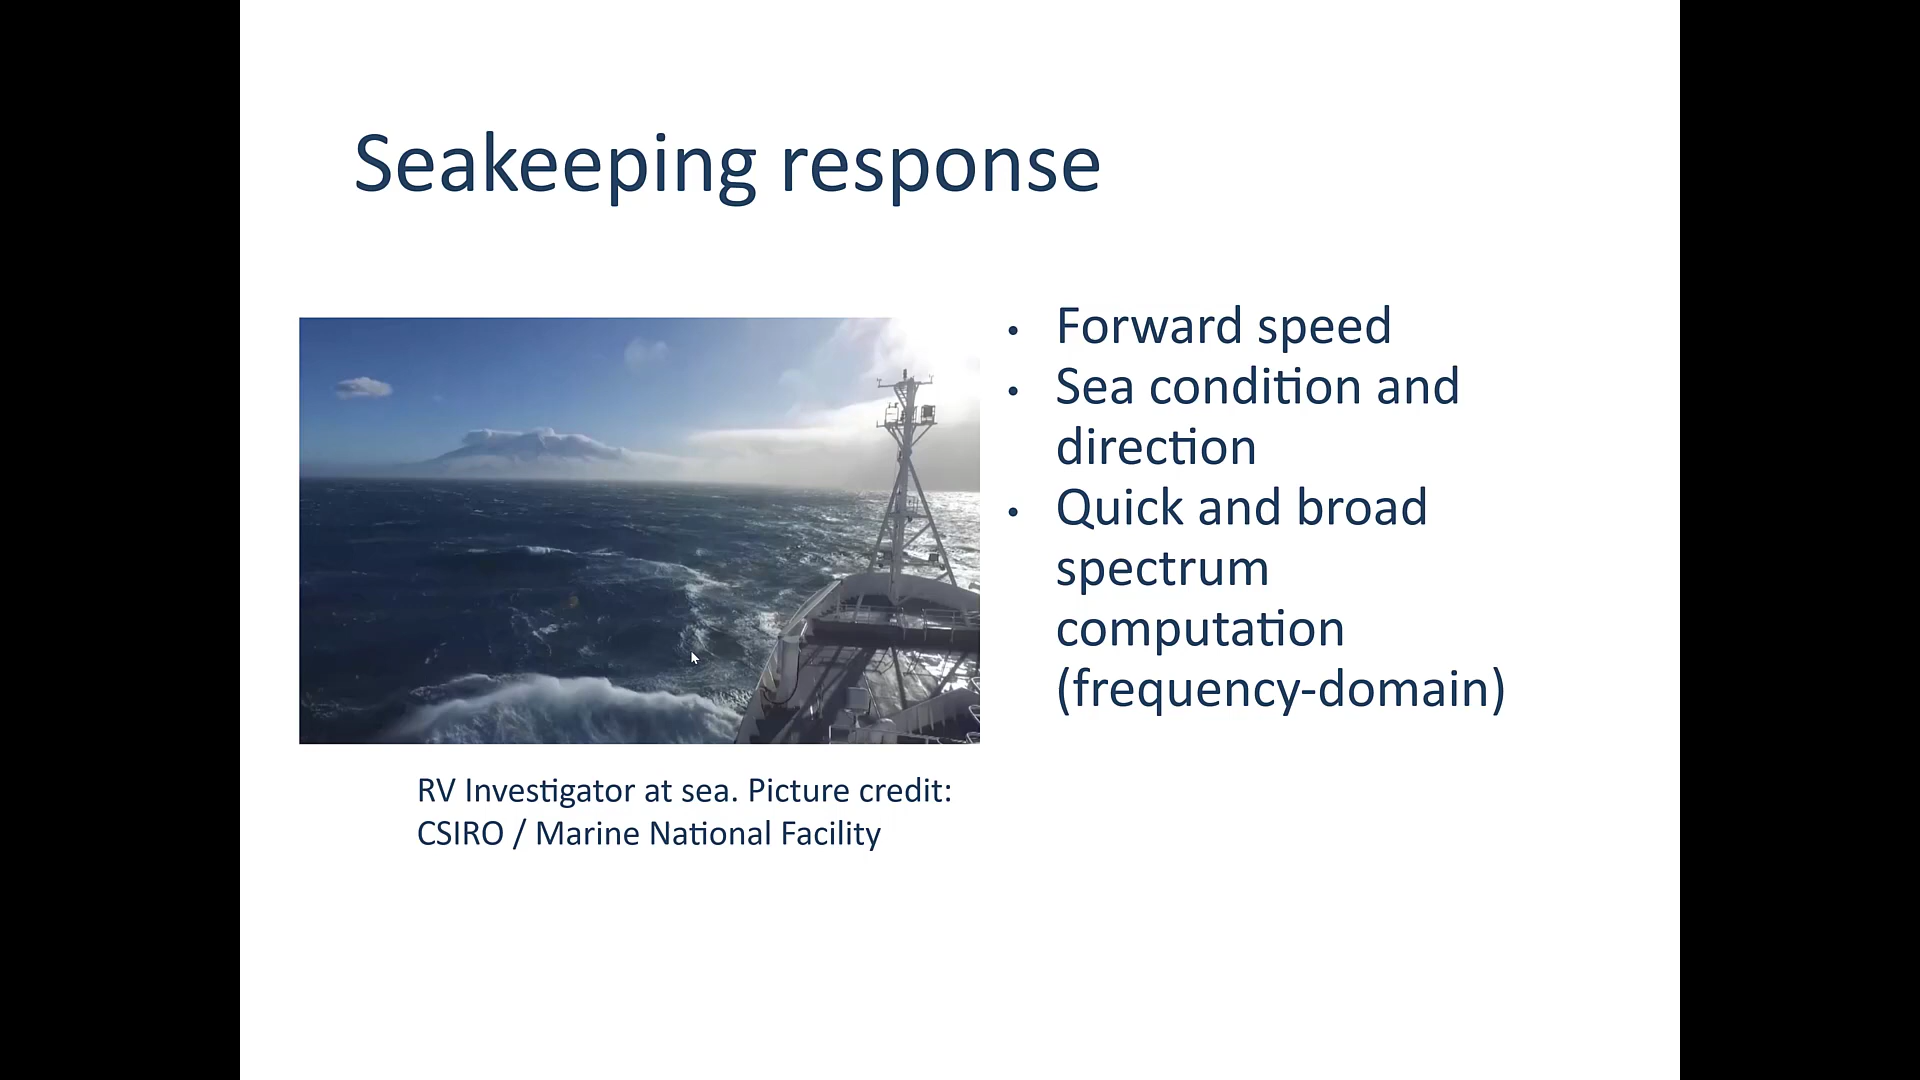 Seakeeping response
• Forward speed
• Sea condition and
direction
• Quick and broad
spectrum
computation
(frequency-domain)
RV Investigator at sea. Picture credit:
CSIRO / Marine National Facility